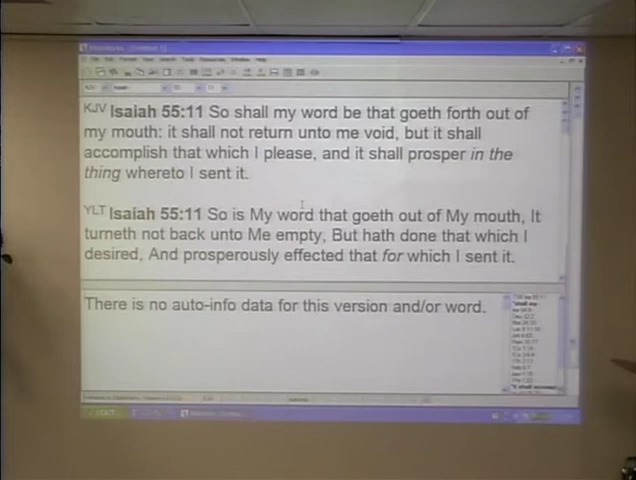 KJV Isaiah 55:11 So shall my word be that goeth forth out of
my mouth: it shall not return unto me void, but it shall
accomplish that which I please, and it shall prosper in the
thing whereto I sent it.
YLT Isaiah 55:11 So is My word that goeth out of My mouth, It
turneth not back unto Me empty, But hath done that which I
desired, And prosperously effected that for which I sent it.
There is no auto-info data for this version and/or word.